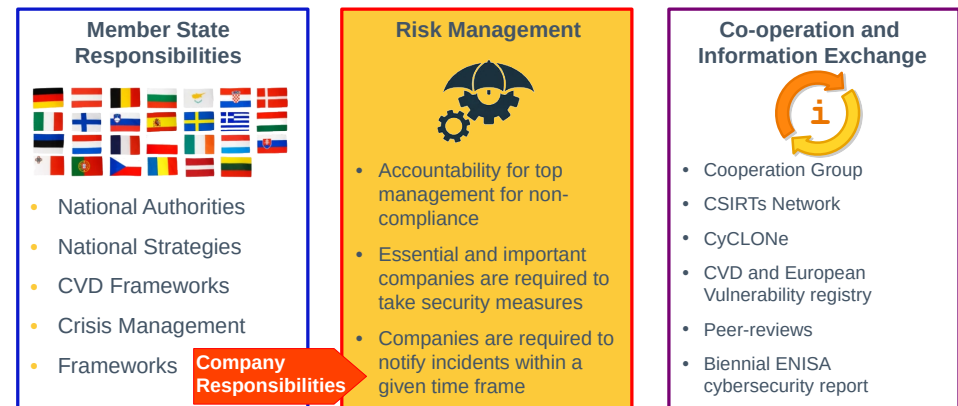 Member State
Responsibilities
• National Authorities
• National Strategies
• CVD Frameworks
• Crisis Management
• Frameworks
Company
Responsibilities
Risk Management
• Accountability for top
management for non-
compliance
• Essential and important
companies are required to
take security measures
• Companies are required to
notify incidents within a
given time frame
Co-operation and
Information Exchange
i
• Cooperation Group
• CSIRTs Network
• CyCLONe
• CVD and European
Vulnerability registry
• Peer-reviews
• Biennial ENISA
cybersecurity report